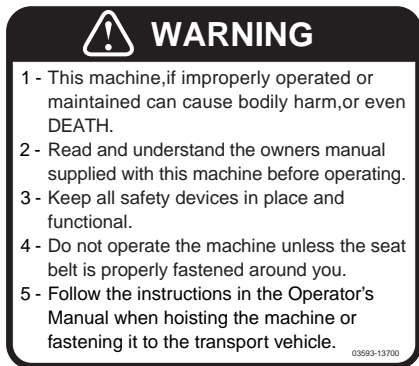 WARNING
1 - This machine,if improperly operated or
maintained can cause bodily harm,or even
DEATH.
2 - Read and understand the owners manual
supplied with this machine before operating.
3 - Keep all safety devices in place and
functional.
4 - Do not operate the machine unless the seat
belt is properly fastened around you.
5 - Follow the instructions in the Operator's
Manual when hoisting the machine or
fastening it to the transport vehicle.
03593-13700